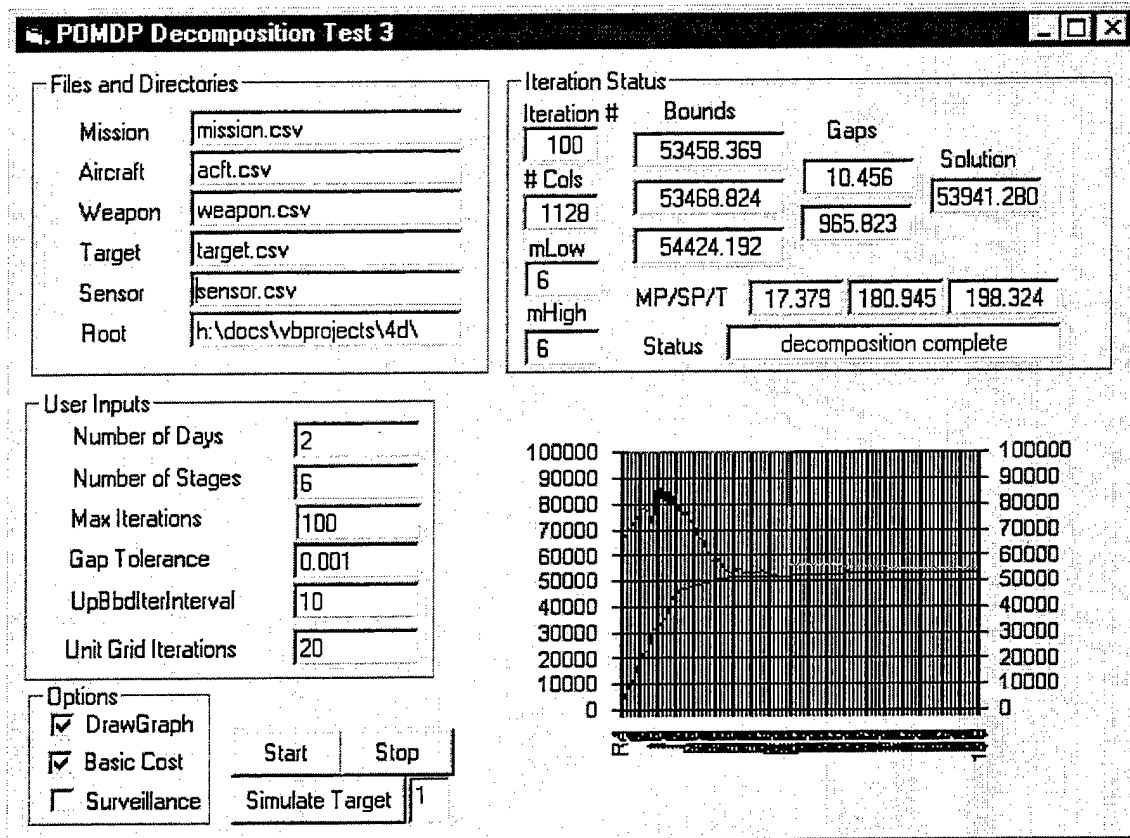 POMDP Decomposition Test 3
Files and Directories
Mission mission.csv
Aircraft acft.csv
Weapon weapon.csv
Target target.csv
Sensor sensor.csv
Root h:\docs\vbprojects\4d\
Iteration Status
Iteration # Bounds Gaps Solution
100 53458.369 10.456 53941.280
# Cols
1128 53468.824 965.823
mLow 54424.192
6
mHigh MP/SP/T 17.379 180.945 198.324
6 Status decomposition complete
User Inputs
Number of Days 2
Number of Stages 6
Max Iterations 100
Gap Tolerance 0.001
UpBbdIterInterval 10
Unit Grid Iterations 20
Options
DrawGraph
Basic Cost
Surveillance
Start Stop
Simulate Target 1
100000 100000
90000 90000
80000 80000
70000 70000
60000 60000
50000 50000
40000 40000
30000 30000
20000 20000
10000 10000
0 0